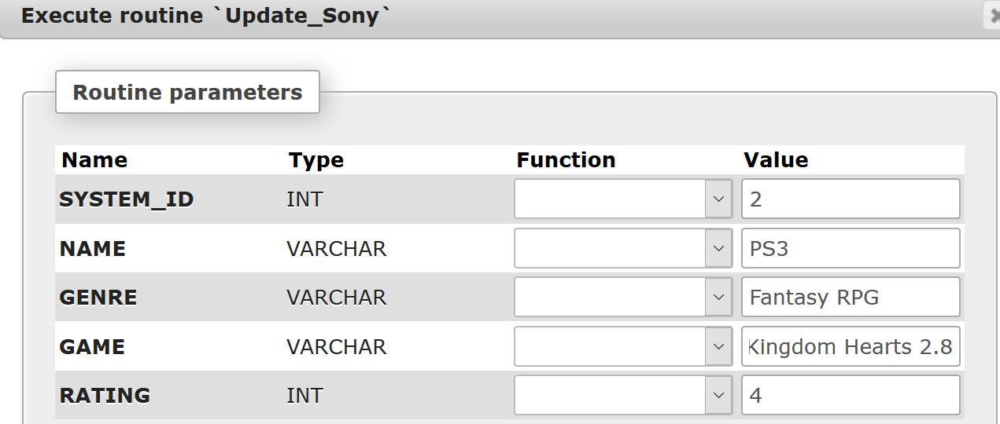 Execute routine `Update_Sony`
Routine parameters
Name Type Function Value
SYSTEM_ID INT 2
NAME VARCHAR PS3
GENRE VARCHAR Fantasy RPG
GAME VARCHAR Kingdom Hearts 2.8
RATING INT 4